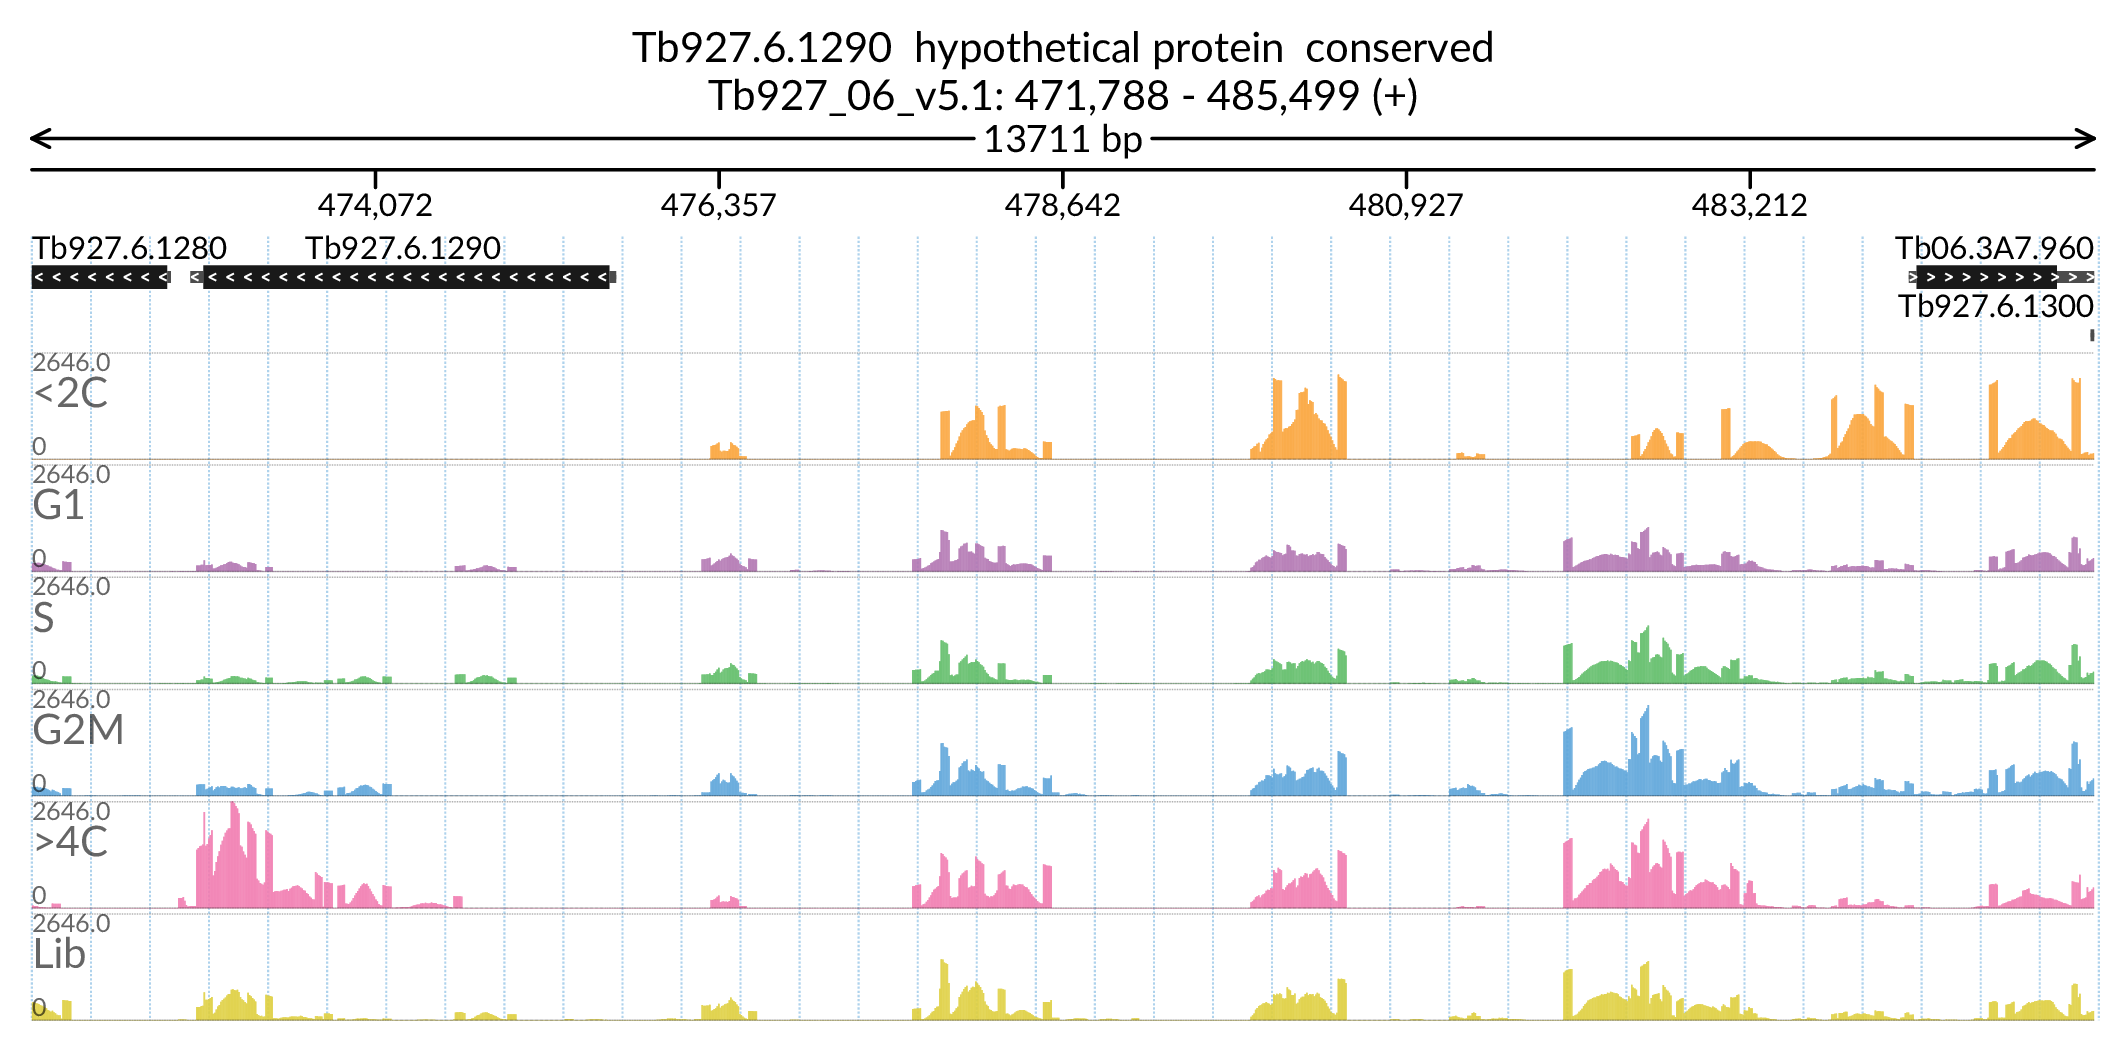 Tb927.6.1290 hypothetical protein conserved
Tb927_06_v5.1: 471,788 - 485,499 (+)
13711 bp
474,072 476,357 478,642 480,927 483,212
Tb927.6.1280 Tb927.6.1290 Tb06.3A7.960
Tb927.6.1300
2646.0
<2C
0
2646.0
G1
0
2646.0
S
0
2646.0
G2M
0
2646.0
>4C
0
2646.0
Lib
0